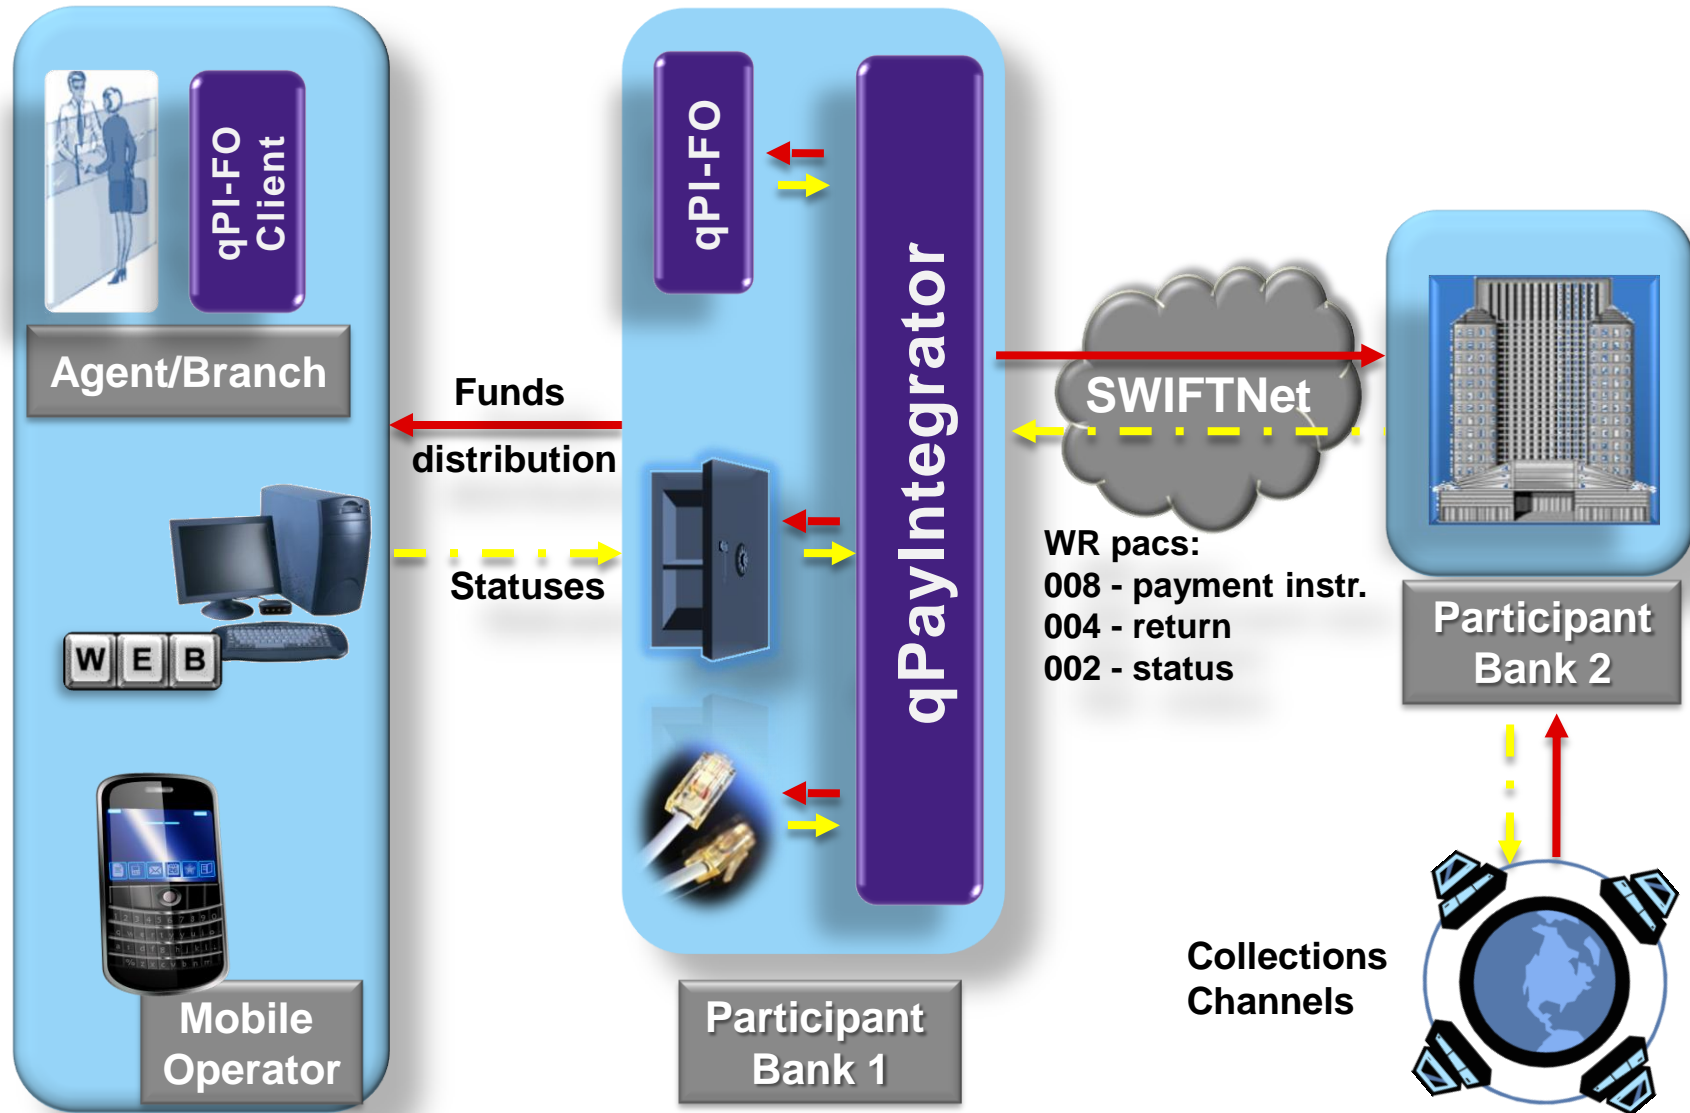 qPI-FO
Client
Agent/Branch
W E B
Mobile
Operator
Funds
distribution
Statuses
qPI-FO
qPayIntegrator
Participant
Bank 1
SWIFTNet
WR pacs:
008 - payment instr.
004 - return
002 - status
Participant
Bank 2
Collections
Channels